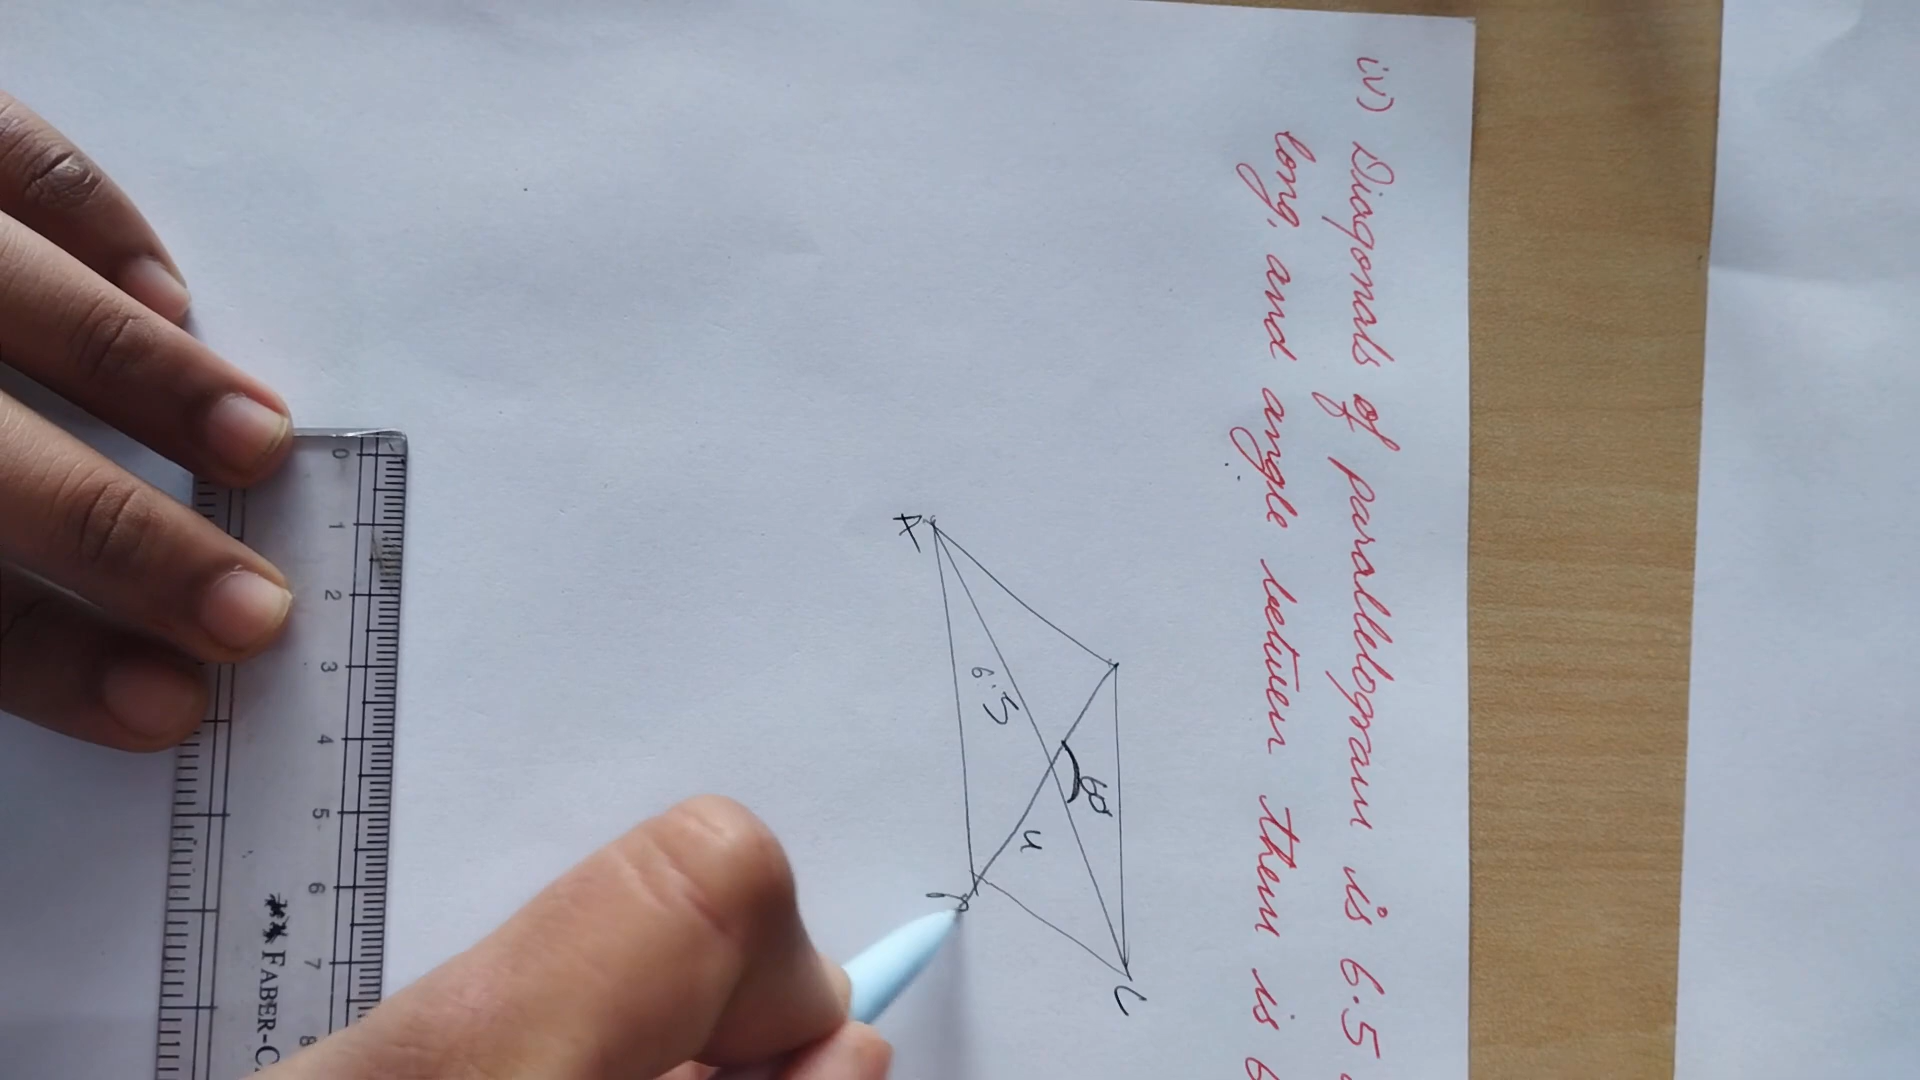 iv) Diagonals of parallelogram is 6.5
long, and angle between them is 6
A
6.5
60
4
C
0 1 2 3 4 5 6 7 8
FABER-C